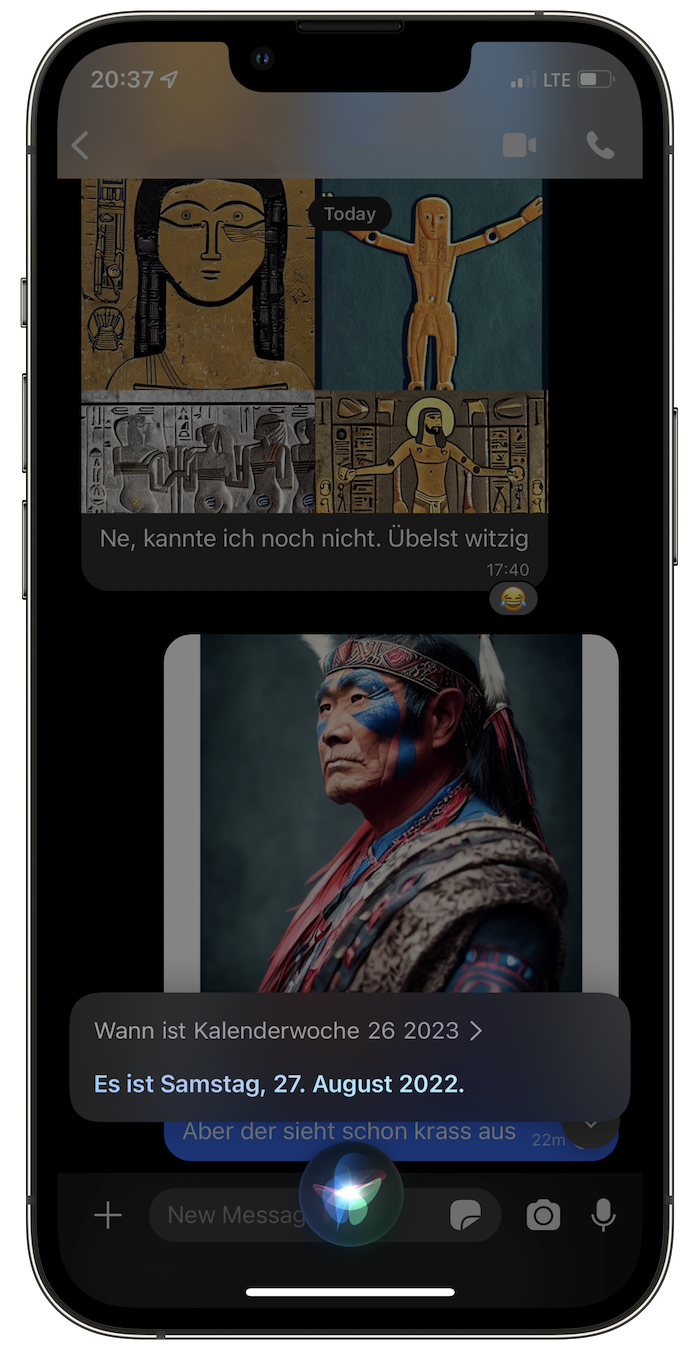 20:37
LTE
Today
Ne, kannte ich noch nicht. Übelst witzig
17:40
Wann ist Kalenderwoche 26 2023
Es ist Samstag, 27. August 2022.
Aber der sieht schon krass aus
22m
New Messag